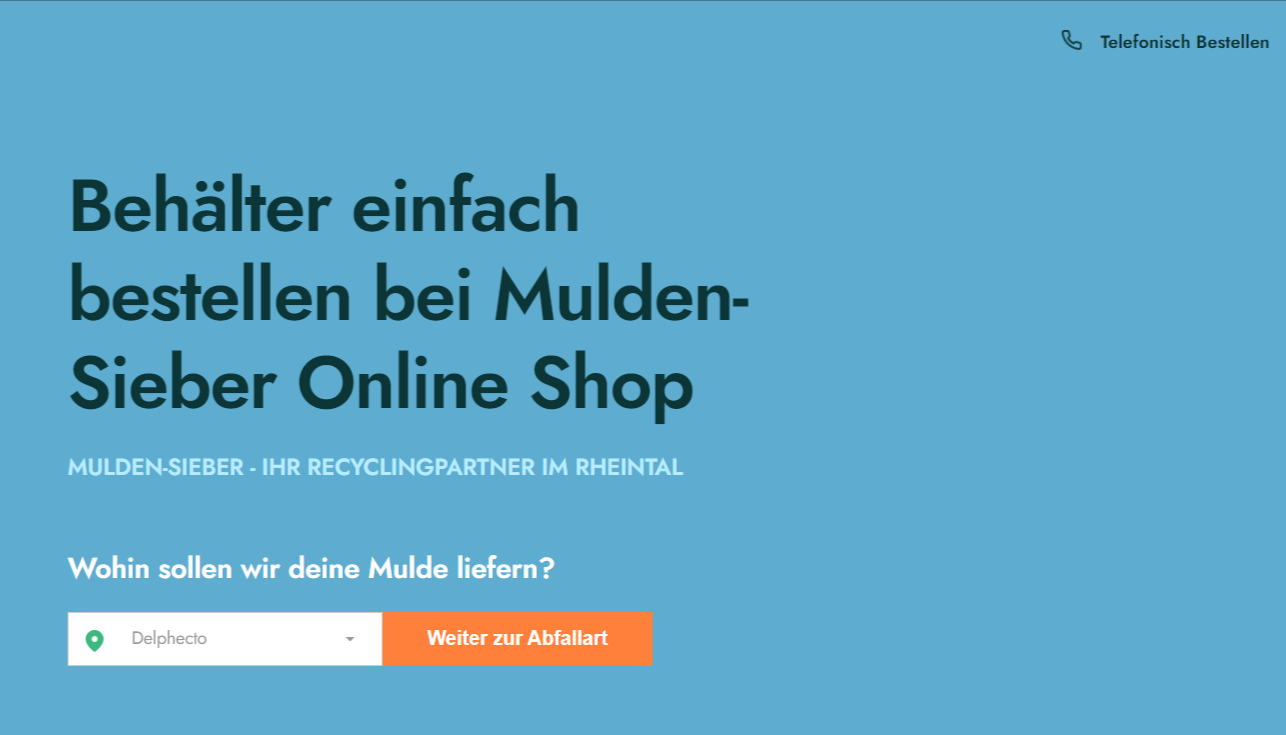 Telefonisch Bestellen
Behälter einfach
bestellen bei Mulden-
Sieber Online Shop
MULDEN-SIEBER - IHR RECYCLINGPARTNER IM RHEINTAL
Wohin sollen wir deine Mulde liefern?
Delphecto
Weiter zur Abfallart